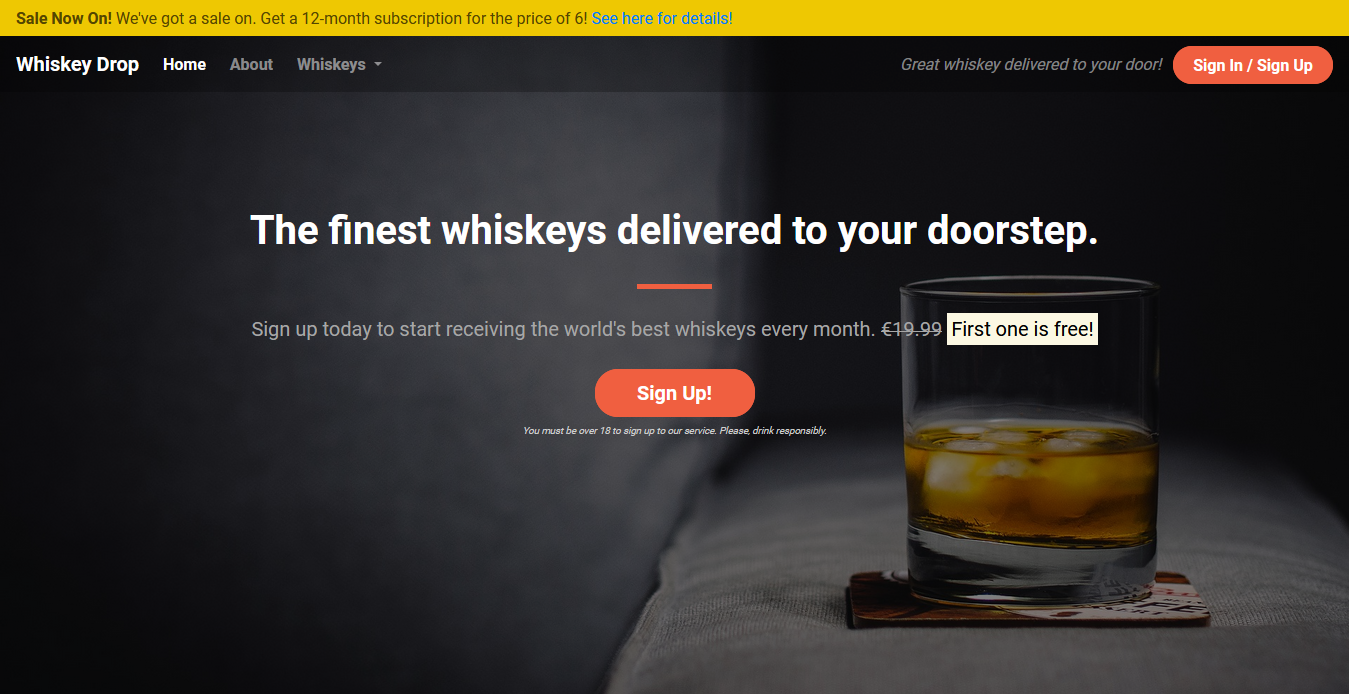 Sale Now On! We've got a sale on. Get a 12-month subscription for the price of 6! See here for details!
Whiskey Drop Home About Whiskeys Great whiskey delivered to your door! Sign In / Sign Up
The finest whiskeys delivered to your doorstep.
Sign up today to start receiving the world's best whiskeys every month. €19.99 First one is free!
Sign Up!
You must be over 18 to sign up to our service. Please, drink responsibly.